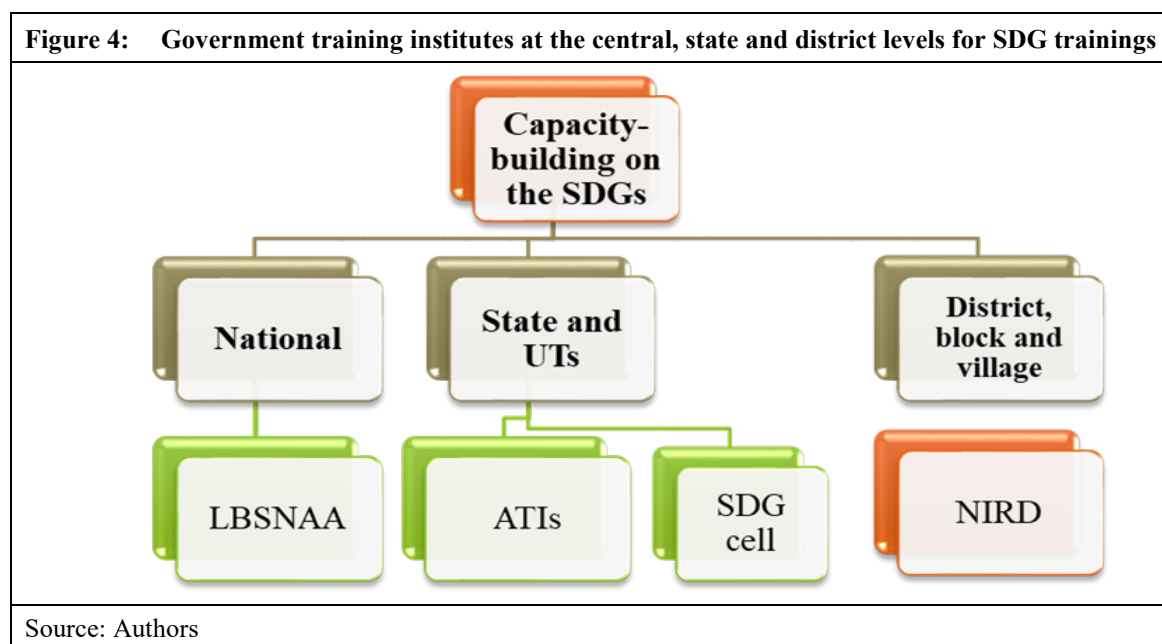 Figure 4: Government training institutes at the central, state and district levels for SDG trainings
Capacity-
building on
the SDGs
National
State and
UTs
District,
block and
village
LBSNAA
ATIs
SDG
cell
NIRD
Source: Authors